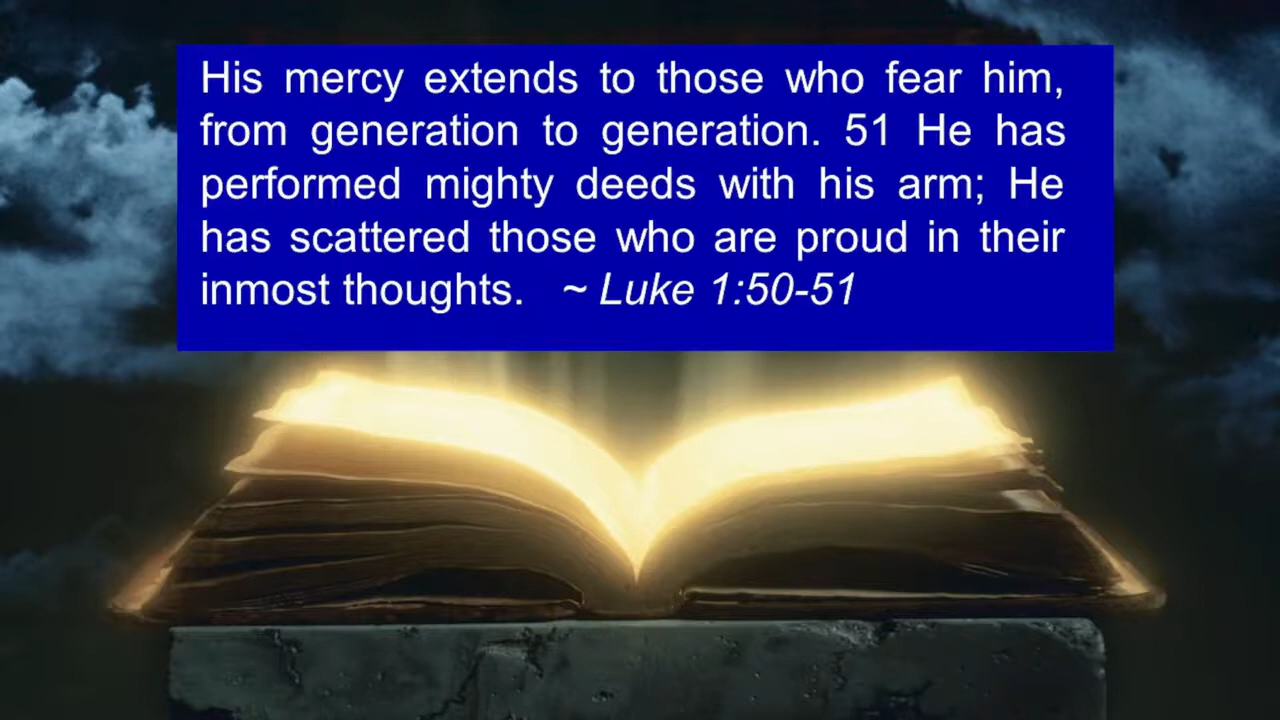 His mercy extends to those who fear him,
from generation to generation. 51 He has
performed mighty deeds with his arm; He
has scattered those who are proud in their
inmost thoughts. ~ Luke 1:50-51